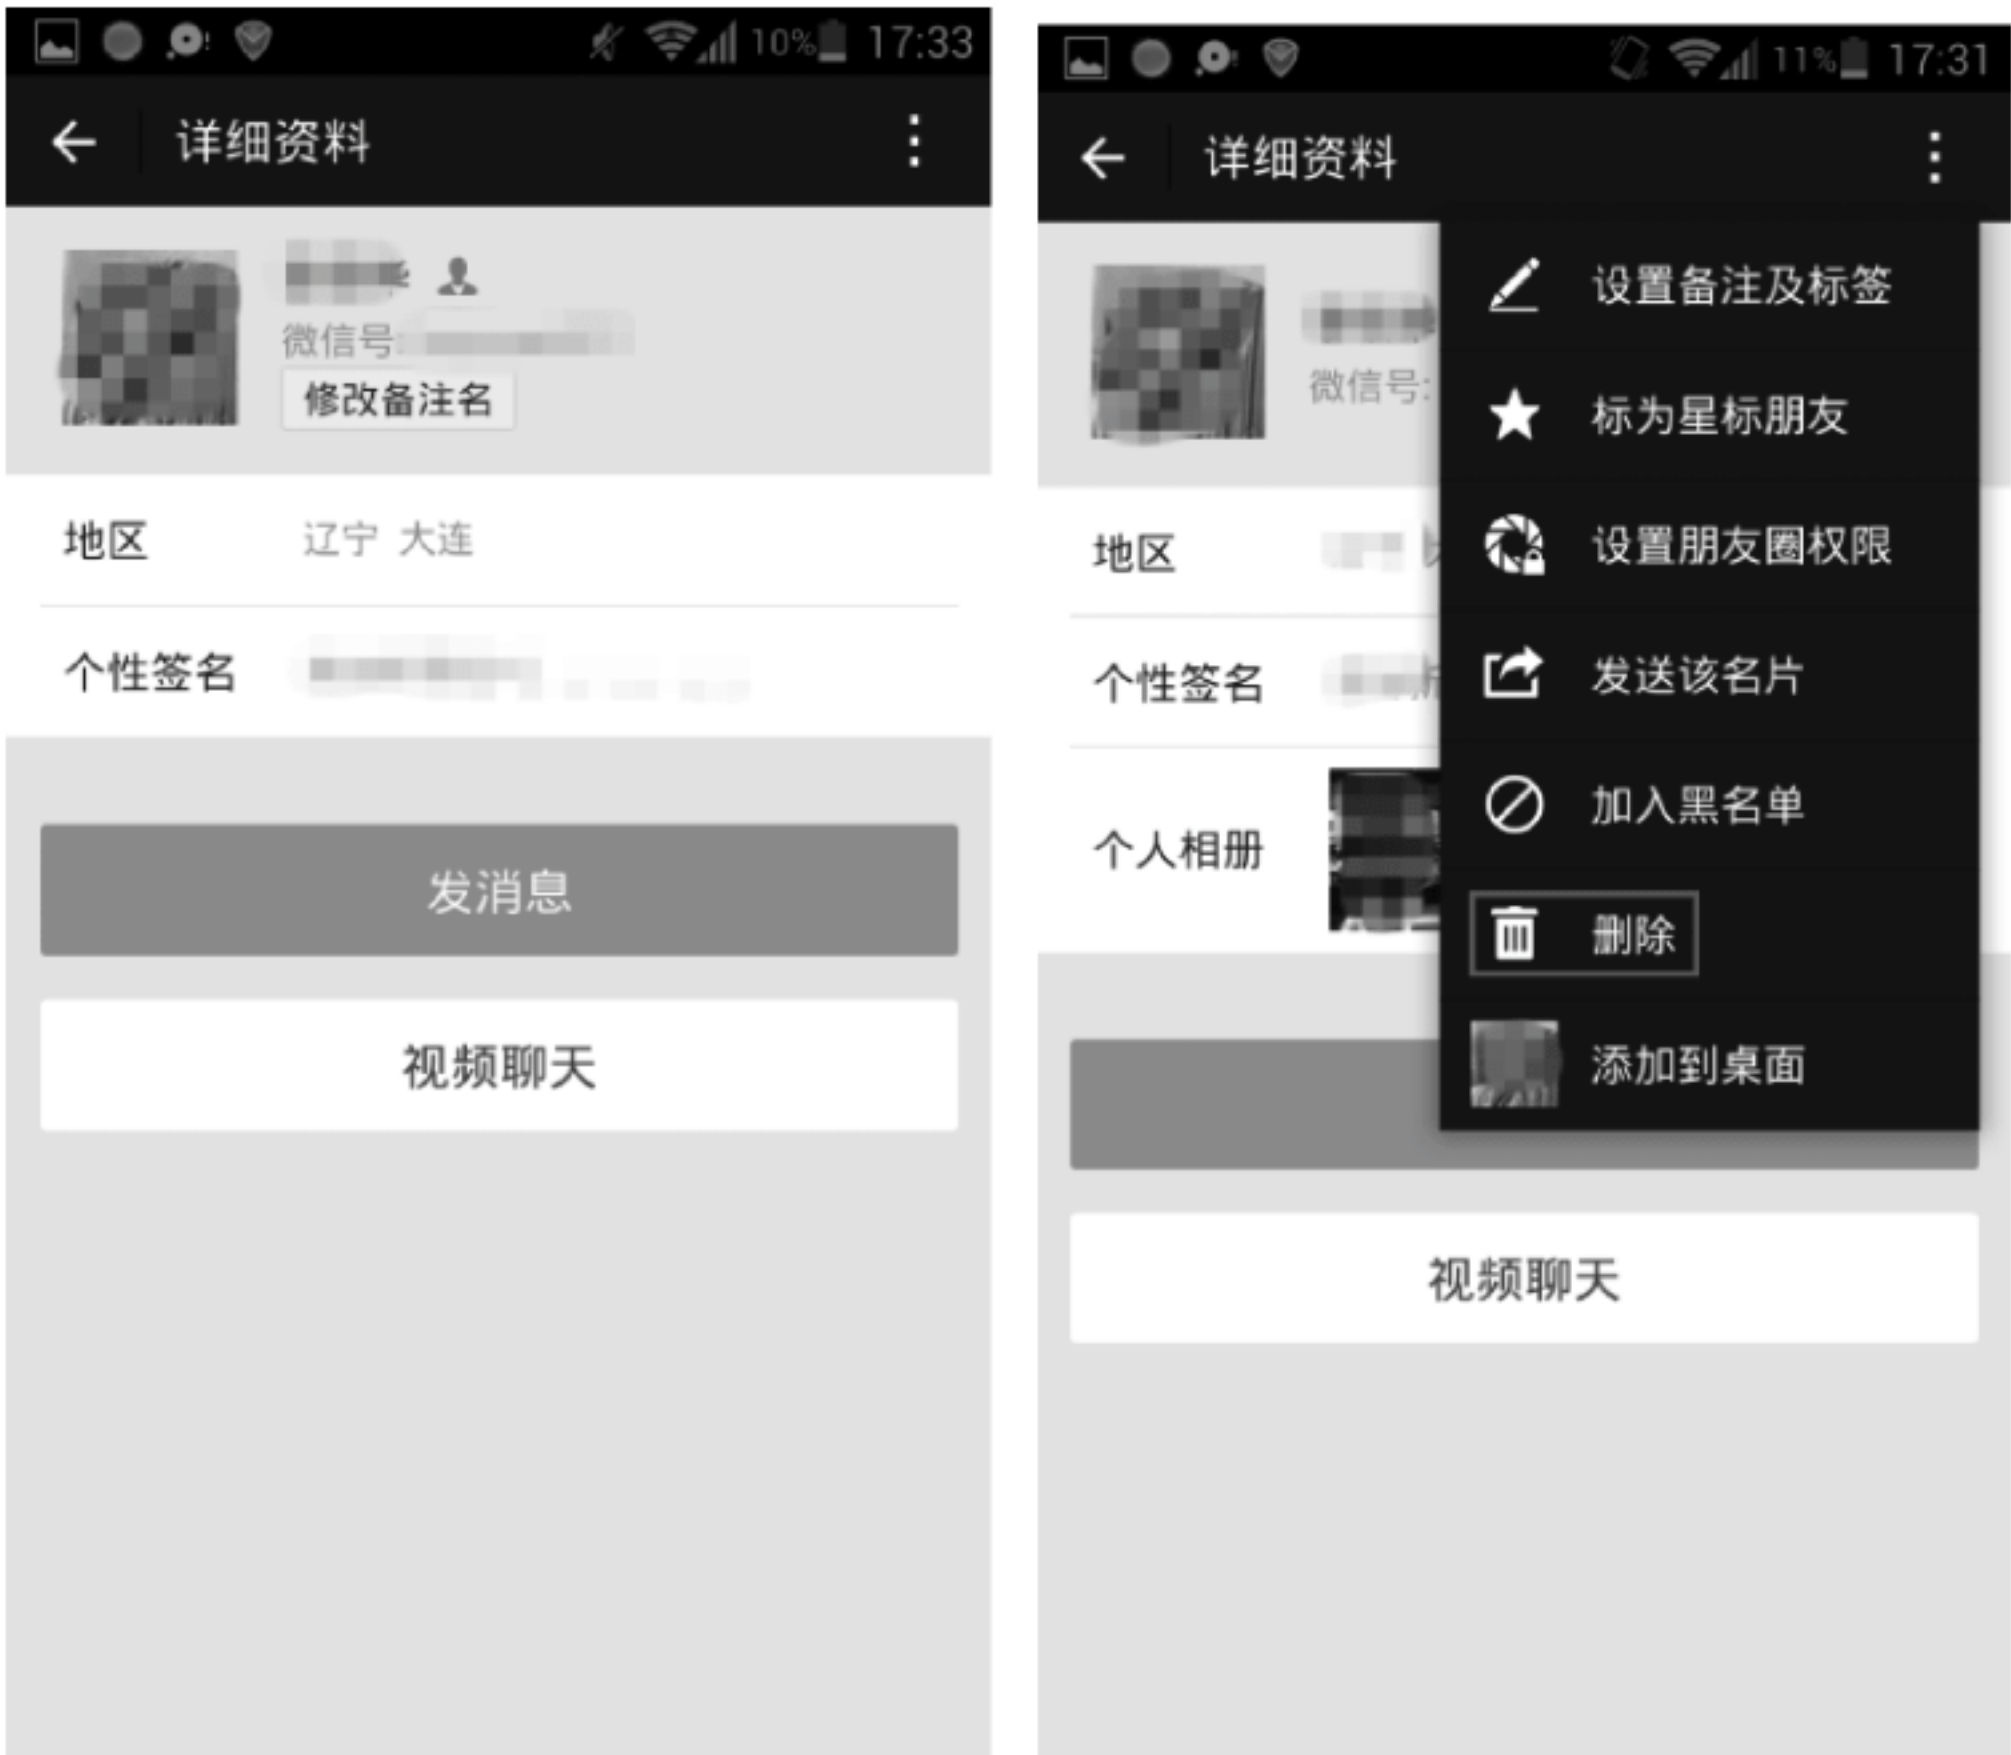 10% 17:33
详细资料
微信号:
修改备注名
地区 辽宁 大连
个性签名
发消息
视频聊天
11% 17:31
详细资料
微信号:
地区
个性签名
个人相册
设置备注及标签
标为星标朋友
设置朋友圈权限
发送该名片
加入黑名单
删除
添加到桌面
视频聊天